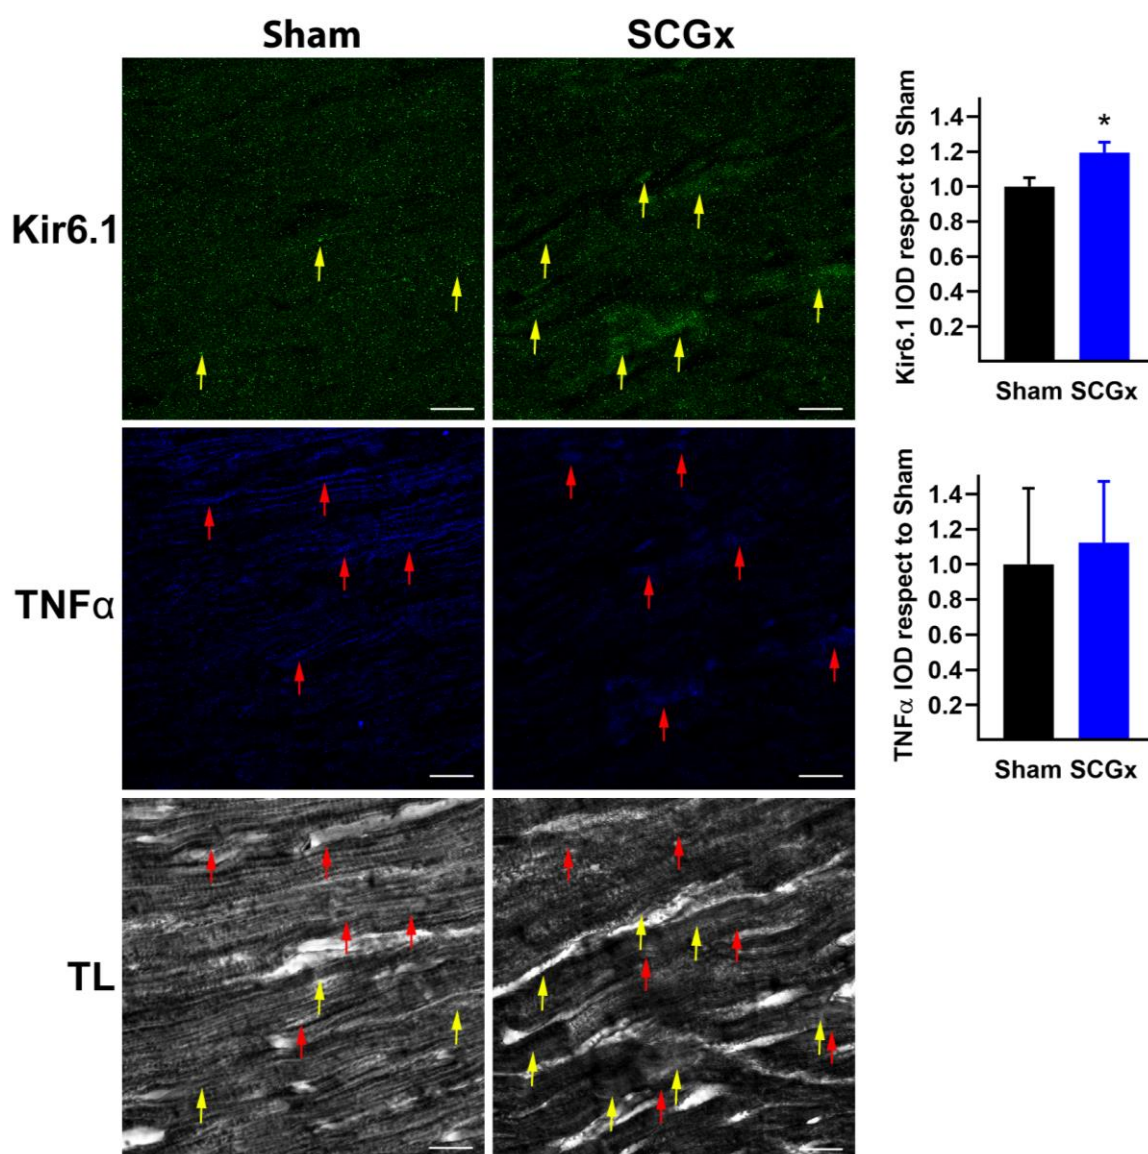 Sham SCGx
Kir6.1
Kir6.1 IOD respect to Sham
1.4
1.2
1.0
0.8
0.6
0.4
0.2
*
Sham SCGx
TNFα
TNFα IOD respect to Sham
1.4
1.2
1.0
0.8
0.6
0.4
0.2
Sham SCGx
TL